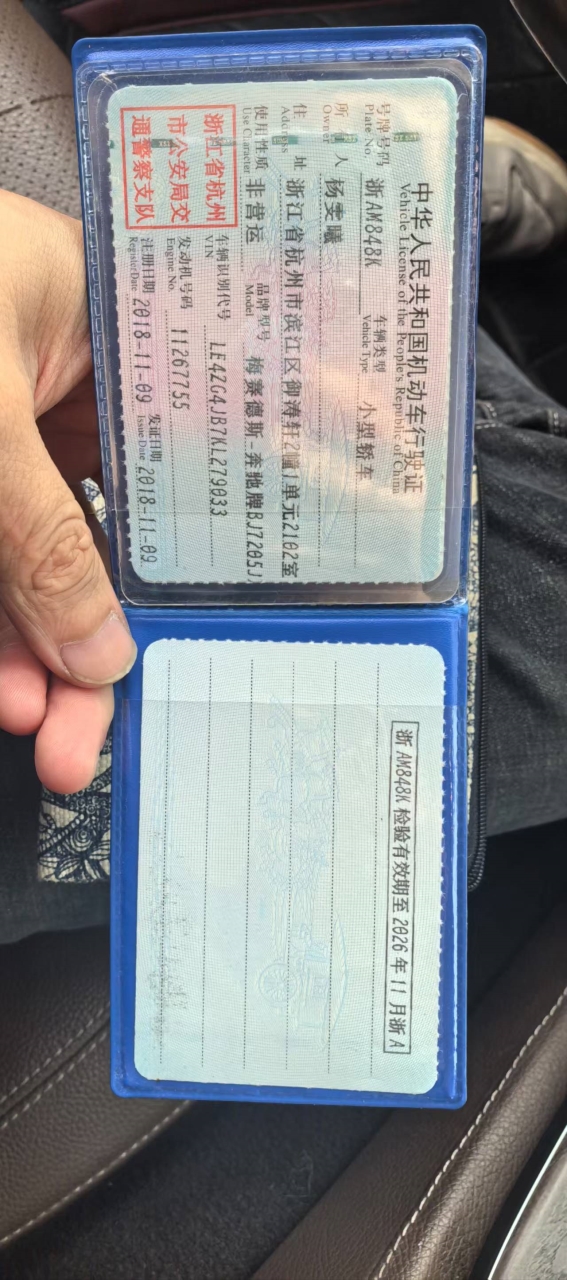 中华人民共和国机动车行驶证
Vehicle License of the People's Republic of China
号牌号码 浙AM848K 车辆类型 小型轿车
Plate No. Vehicle Type
所有人 杨雯曦
Owner
住址 浙江省杭州市滨江区御涛轩2幢1单元2102室
Address
使用性质 非营运 品牌型号 梅赛德斯-奔驰牌BJ7205J
Use Character Model
浙江省杭州
市公安局交
通警察支队
车辆识别代号 LE4ZG4JB7KL279033
VIN
发动机号码 11267755
Engine No.
注册日期 2018-11-09 发证日期 2018-11-09
Register Date Issue Date
浙AM848K 检验有效期至2026年11月浙A